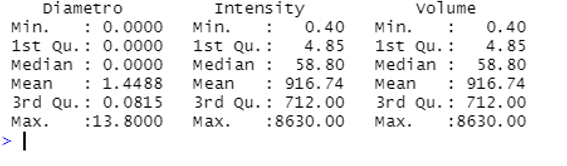 Diametro Intensity Volume
Min. : 0.0000 Min. : 0.40 Min. : 0.40
1st Qu.: 0.0000 1st Qu.: 4.85 1st Qu.: 4.85
Median : 0.0000 Median : 58.80 Median : 58.80
Mean : 1.4488 Mean : 916.74 Mean : 916.74
3rd Qu.: 0.0815 3rd Qu.: 712.00 3rd Qu.: 712.00
Max. :13.8000 Max. :8630.00 Max. :8630.00
>